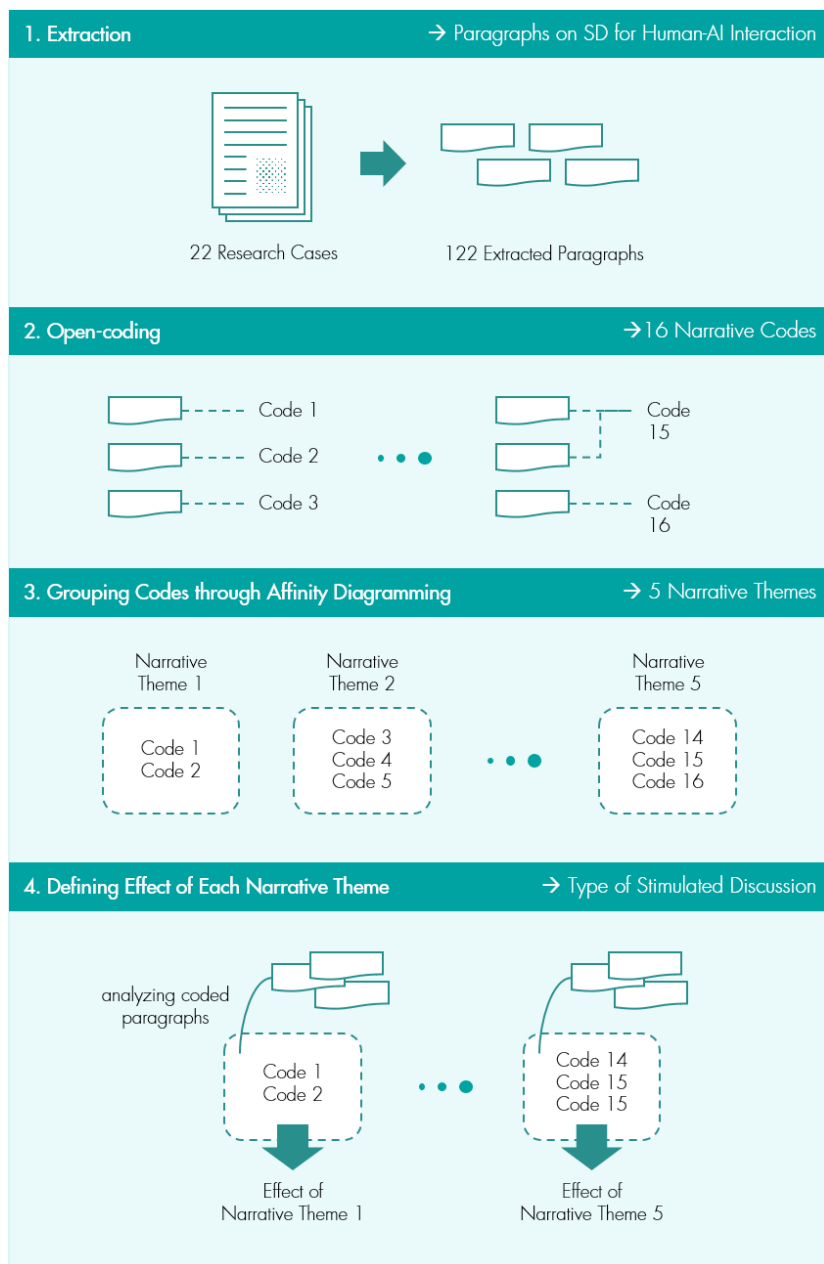 1. Extraction
→ Paragraphs on SD for Human-AI Interaction
22 Research Cases
122 Extracted Paragraphs
2. Open-coding
→16 Narrative Codes
Code 1
Code 2
Code 3
Code
15
Code
16
3. Grouping Codes through Affinity Diagramming
→ 5 Narrative Themes
Narrative
Theme 1
Code 1
Code 2
Narrative
Theme 2
Code 3
Code 4
Code 5
Narrative
Theme 5
Code 14
Code 15
Code 16
4. Defining Effect of Each Narrative Theme
→ Type of Stimulated Discussion
analyzing coded
paragraphs
Code 1
Code 2
Effect of
Narrative Theme 1
Code 14
Code 15
Code 15
Effect of
Narrative Theme 5